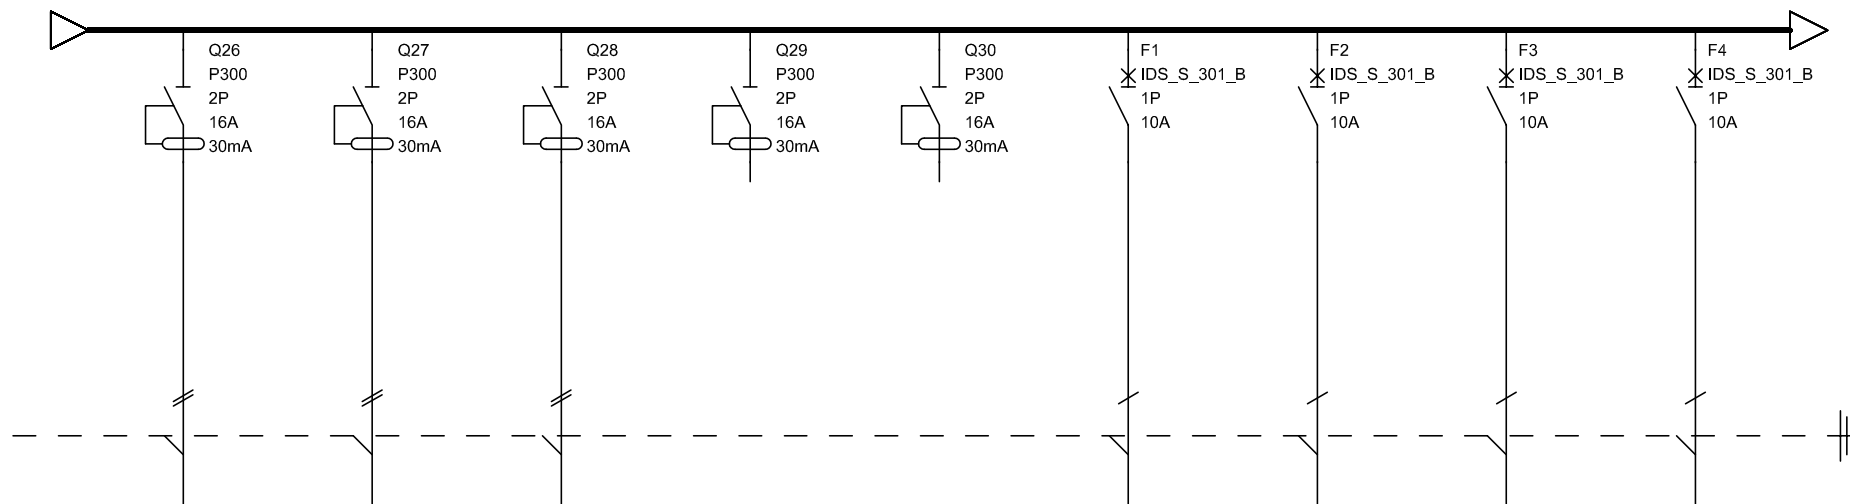 Q26
P300
2P
16A
30mA
Q27
P300
2P
16A
30mA
Q28
P300
2P
16A
30mA
Q29
P300
2P
16A
30mA
Q30
P300
2P
16A
30mA
F1
IDS_S_301_B
1P
10A
F2
IDS_S_301_B
1P
10A
F3
IDS_S_301_B
1P
10A
F4
IDS_S_301_B
1P
10A